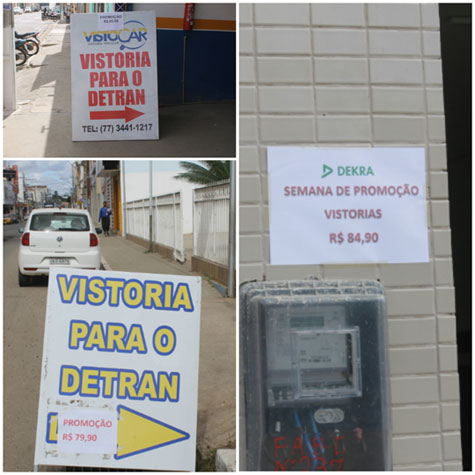 PROMOÇÃO
VISTOCAR
VISTORIA
PARA O
DETRAN
TEL: (77) 3441-1217
VISTORIA
PARA O
DETRAN
PROMOÇÃO
R$ 79,90
DEKRA
SEMANA DE PROMOÇÃO
VISTORIAS
R$ 84,90